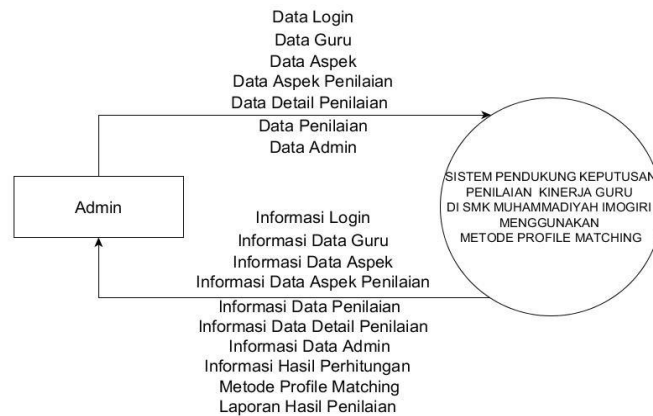 Data Login
Data Guru
Data Aspek
Data Aspek Penilaian
Data Detail Penilaian
Data Penilaian
Data Admin
Admin
SISTEM PENDUKUNG KEPUTUSAN
PENILAIAN KINERJA GURU
DI SMK MUHAMMADIYAH IMOGIRI
MENGGUNAKAN
METODE PROFILE MATCHING
Informasi Login
Informasi Data Guru
Informasi Data Aspek
Informasi Data Aspek Penilaian
Informasi Data Penilaian
Informasi Data Detail Penilaian
Informasi Data Admin
Informasi Hasil Perhitungan
Metode Profile Matching
Laporan Hasil Penilaian